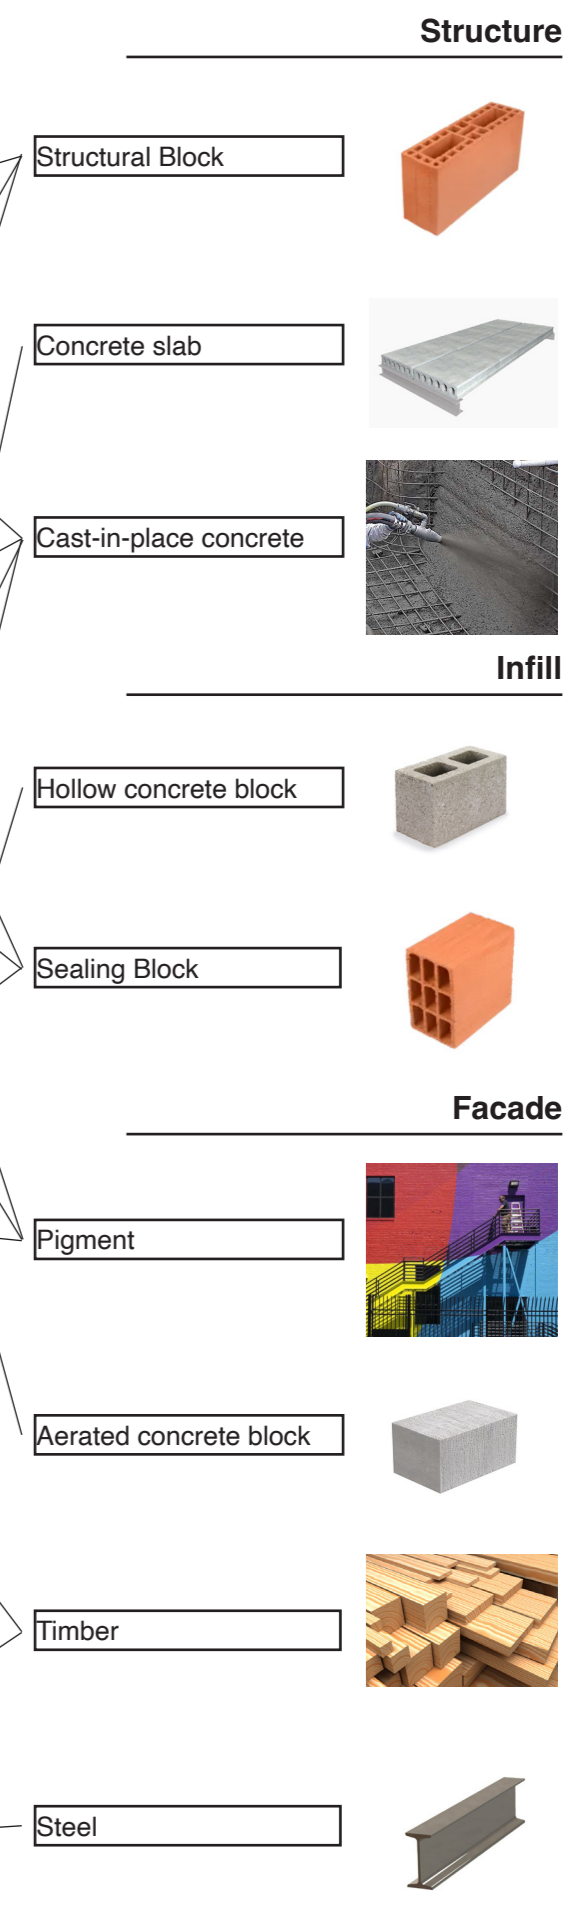 Structure
Structural Block
Concrete slab
Cast-in-place concrete
Infill
Hollow concrete block
Sealing Block
Facade
Pigment
Aerated concrete block
Timber
Steel